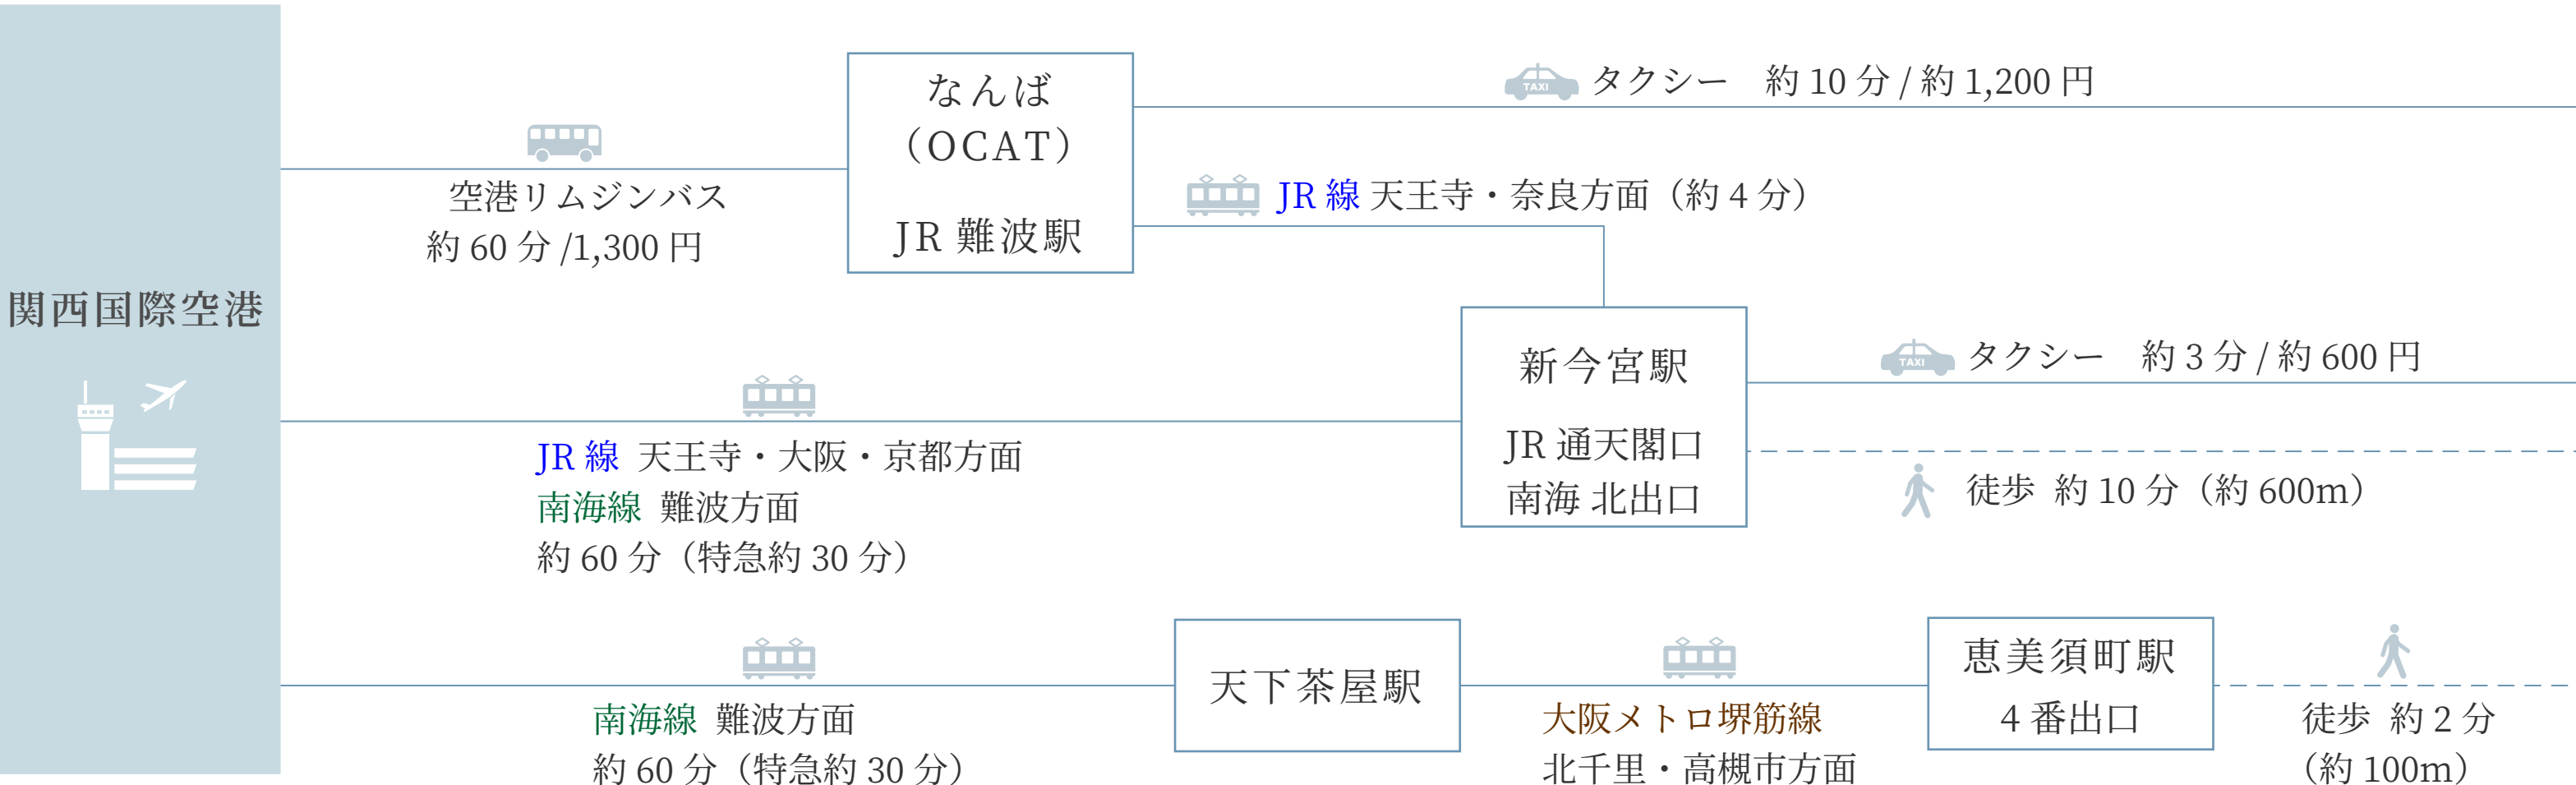 関西国際空港
空港リムジンバス
約 60 分 /1,300 円
なんば
（OCAT）
JR 難波駅
TAXI タクシー　約 10 分 / 約 1,200 円
JR 線 天王寺・奈良方面（約 4 分）
JR 線 天王寺・大阪・京都方面
南海線 難波方面
約 60 分（特急約 30 分）
新今宮駅
JR 通天閣口
南海 北出口
TAXI タクシー　約 3 分 / 約 600 円
徒歩 約 10 分（約 600m）
南海線 難波方面
約 60 分（特急約 30 分）
天下茶屋駅
大阪メトロ堺筋線
北千里・高槻市方面
恵美須町駅
4 番出口
徒歩 約 2 分
（約 100m）